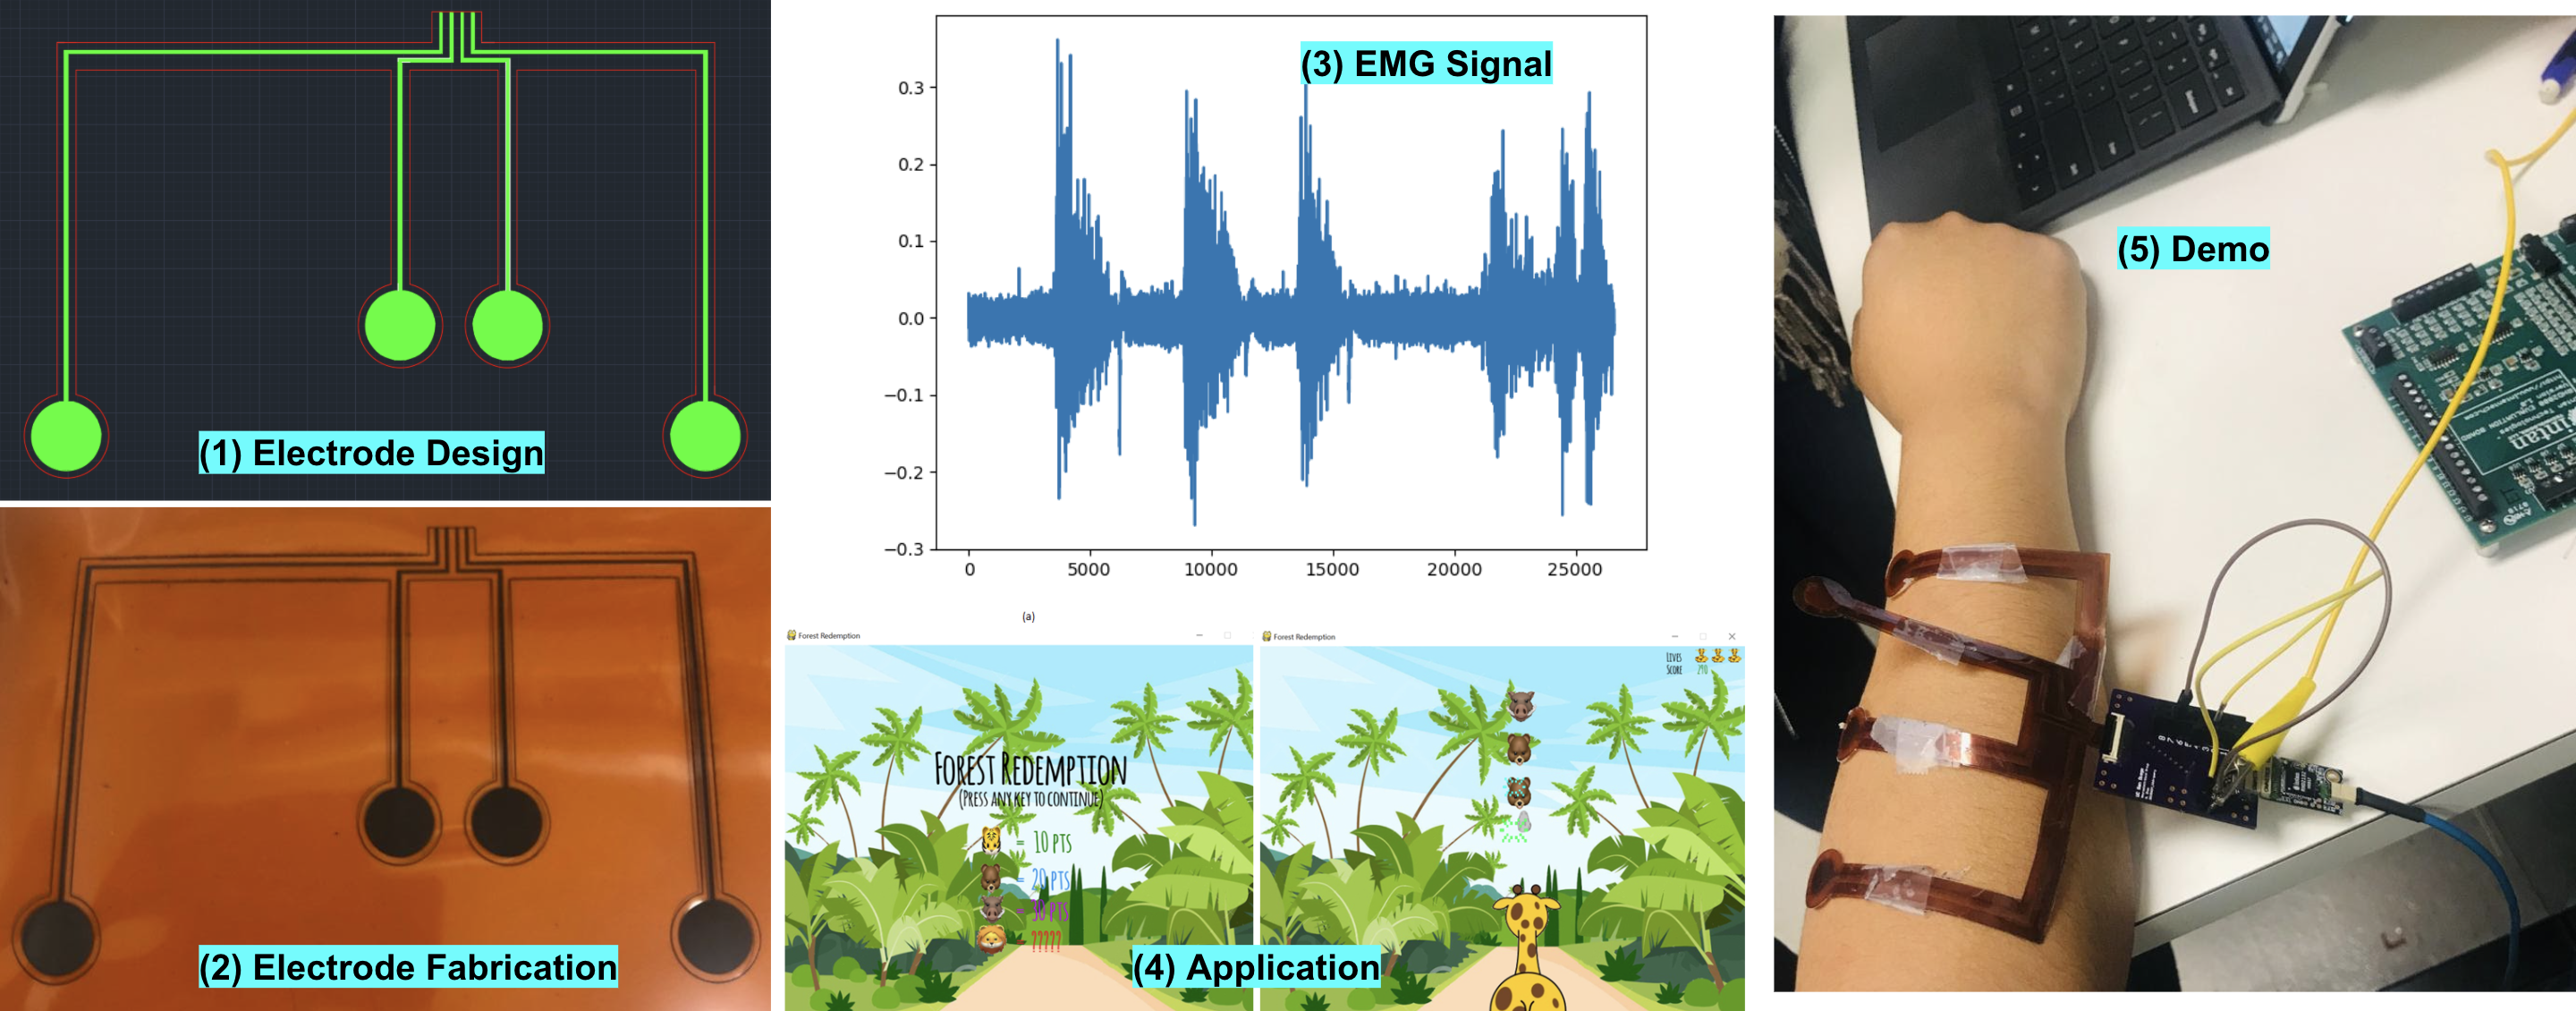 (1) Electrode Design
(2) Electrode Fabrication
(3) EMG Signal
0.3
0.2
0.1
0.0
−0.1
−0.2
−0.3
0
5000
10000
15000
20000
25000
(a)
Forest Redemption
FOREST REDEMPTION
(PRESS ANY KEY TO CONTINUE)
= 10 PTS
= 20 PTS
= 30 PTS
= ?????
Forest Redemption
LIVES
SCORE 290
(4) Application
(5) Demo
intan